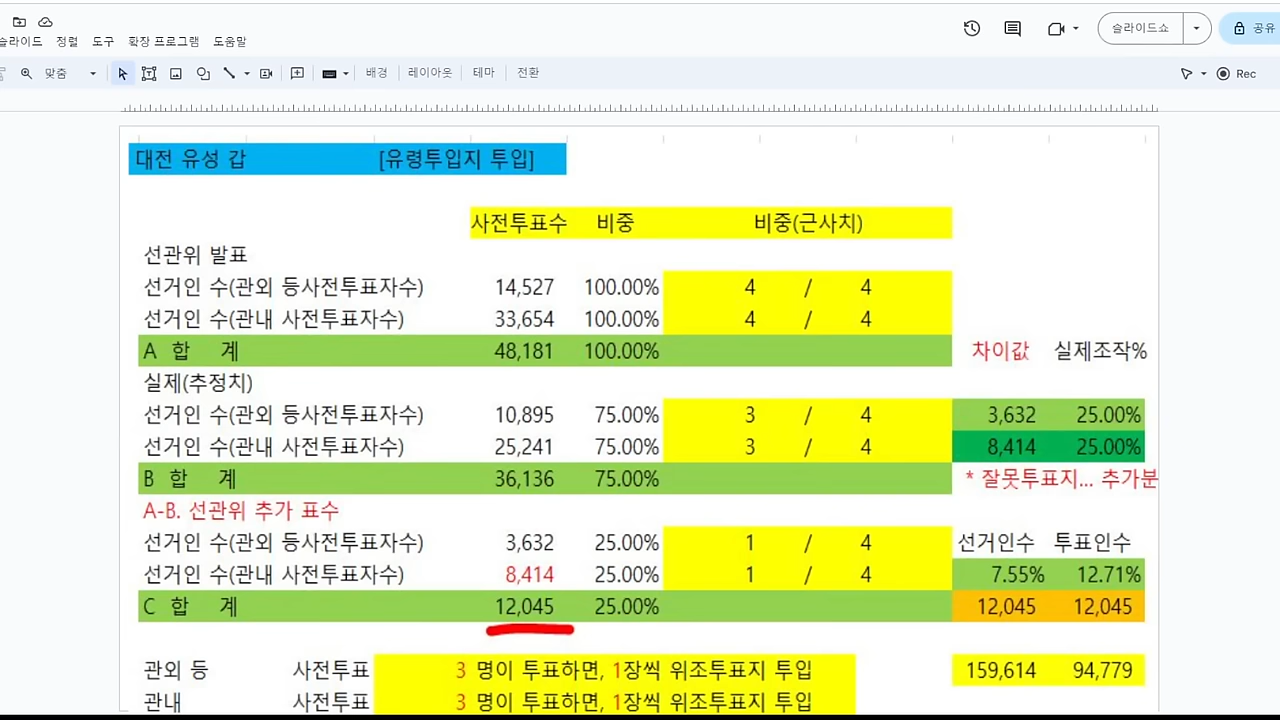 슬라이드 정렬 도구 확장 프로그램 도움말
슬라이드쇼 공유
맞춤 배경 레이아웃 테마 전환 Rec
대전 유성 갑 [유령투입지 투입]
사전투표수 비중 비중(근사치)
선관위 발표
선거인 수(관외 등사전투표자수) 14,527 100.00% 4 / 4
선거인 수(관내 사전투표자수) 33,654 100.00% 4 / 4
A 합 계 48,181 100.00% 차이값 실제조작%
실제(추정치)
선거인 수(관외 등사전투표자수) 10,895 75.00% 3 / 4 3,632 25.00%
선거인 수(관내 사전투표자수) 25,241 75.00% 3 / 4 8,414 25.00%
B 합 계 36,136 75.00% * 잘못투표지... 추가분
A-B. 선관위 추가 표수
선거인 수(관외 등사전투표자수) 3,632 25.00% 1 / 4 선거인수 투표인수
선거인 수(관내 사전투표자수) 8,414 25.00% 1 / 4 7.55% 12.71%
C 합 계 12,045 25.00% 12,045 12,045
관외 등 사전투표 3 명이 투표하면, 1장씩 위조투표지 투입 159,614 94,779
관내 사전투표 3 명이 투표하면, 1장씩 위조투표지 투입